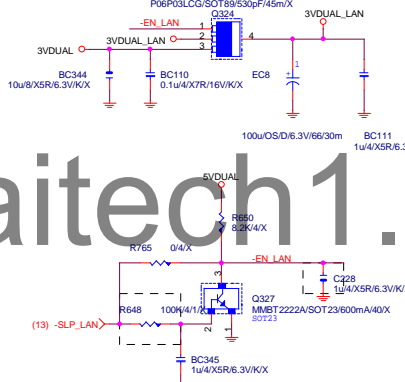 P06P03LCG/SOT89/530pF/45m/X
Q324
3VDUAL_LAN
-EN_LAN
1
3VDUAL_LAN
2
4
3VDUAL
3
BC344
10u/8/X5R/6.3V/K/X
BC110
0.1u/4/X7R/16V/K/X
EC8
+
1
100u/OS/D/6.3V/66/30m
BC111
1u/4/X5R/6.3
aitech1.
5VDUAL
R650
8.2K/4/X
R765
0/4/X
-EN_LAN
3
C228
1u/4/X5R/6.3V/K/
Q327
MMBT2222A/SOT23/600mA/40/X
SOT23
R648
100K/4/1/
(13) -SLP_LAN
2
1
BC345
1u/4/X5R/6.3V/K/X